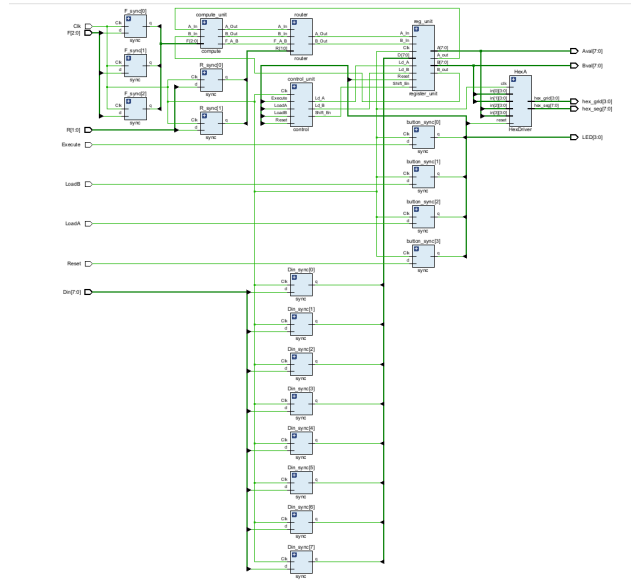 F_sync[0]
compute_unit
router
reg_unit
Clk
F[2:0]
Clk
d
q
sync
A_In
B_In
F[2:0]
A_Out
B_Out
F_A_B
compute
A_In
B_In
F_A_B
R[1:0]
A_Out
B_Out
router
A_In
B_In
Clk
D[7:0]
Ld_A
Ld_B
Reset
Shift_En
A[7:0]
A_out
B[7:0]
B_out
register_unit
Aval[7:0]
Bval[7:0]
F_sync[1]
Clk
d
q
sync
F_sync[2]
Clk
d
q
sync
R_sync[0]
Clk
d
q
sync
R_sync[1]
Clk
d
q
sync
control_unit
Clk
Execute
LoadA
LoadB
Reset
Ld_A
Ld_B
Shift_En
control
HexA
clk
in[0][3:0]
in[1][3:0]
in[2][3:0]
in[3][3:0]
reset
hex_grid[3:0]
hex_seg[7:0]
HexDriver
hex_grid[3:0]
hex_seg[7:0]
R[1:0]
LED[3:0]
Execute
button_sync[0]
Clk
d
q
sync
LoadB
button_sync[1]
Clk
d
q
sync
LoadA
button_sync[2]
Clk
d
q
sync
Reset
button_sync[3]
Clk
d
q
sync
Din[7:0]
Din_sync[0]
Clk
d
q
sync
Din_sync[1]
Clk
d
q
sync
Din_sync[2]
Clk
d
q
sync
Din_sync[3]
Clk
d
q
sync
Din_sync[4]
Clk
d
q
sync
Din_sync[5]
Clk
d
q
sync
Din_sync[6]
Clk
d
q
sync
Din_sync[7]
Clk
d
q
sync